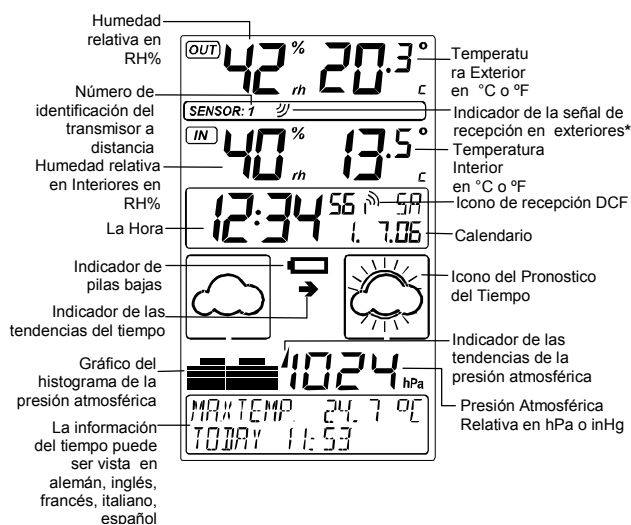 Humedad
relativa en
RH%
Número de
identificación del
transmisor a
distancia
Humedad relativa
en Interiores en
RH%
La Hora
Indicador de
pilas bajas
Indicador de las
tendencias del tiempo
Gráfico del
histograma de la
presión atmosférica
La información
del tiempo puede
ser vista en
alemán, inglés,
francés, italiano,
español
OUT 42 % rh 20.3 ° C
SENSOR: 1
IN 40 % rh 13.5 ° C
12:34 56 SA
1. 7.06
1024 hPa
MAXTEMP. 24.7 ºC
TODAY 11:53
Temperatu
ra Exterior
en °C o ºF
Indicador de la señal de
recepción en exteriores*
Temperatura
Interior
en °C o ºF
Icono de recepción DCF
Calendario
Icono del Pronostico
del Tiempo
Indicador de las
tendencias de la
presión atmosférica
Presión Atmosférica
Relativa en hPa o inHg